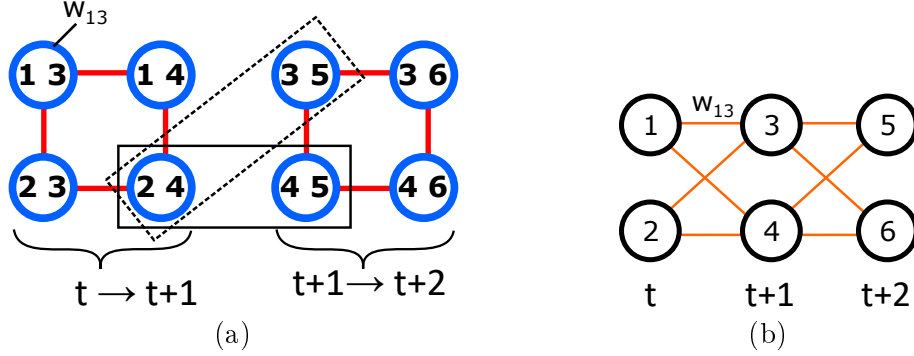 w13
1 3 1 4 3 5 3 6
2 3 2 4 4 5 4 6
t → t+1 t+1 → t+2
(a)
w13
1 3 5
2 4 6
t t+1 t+2
(b)